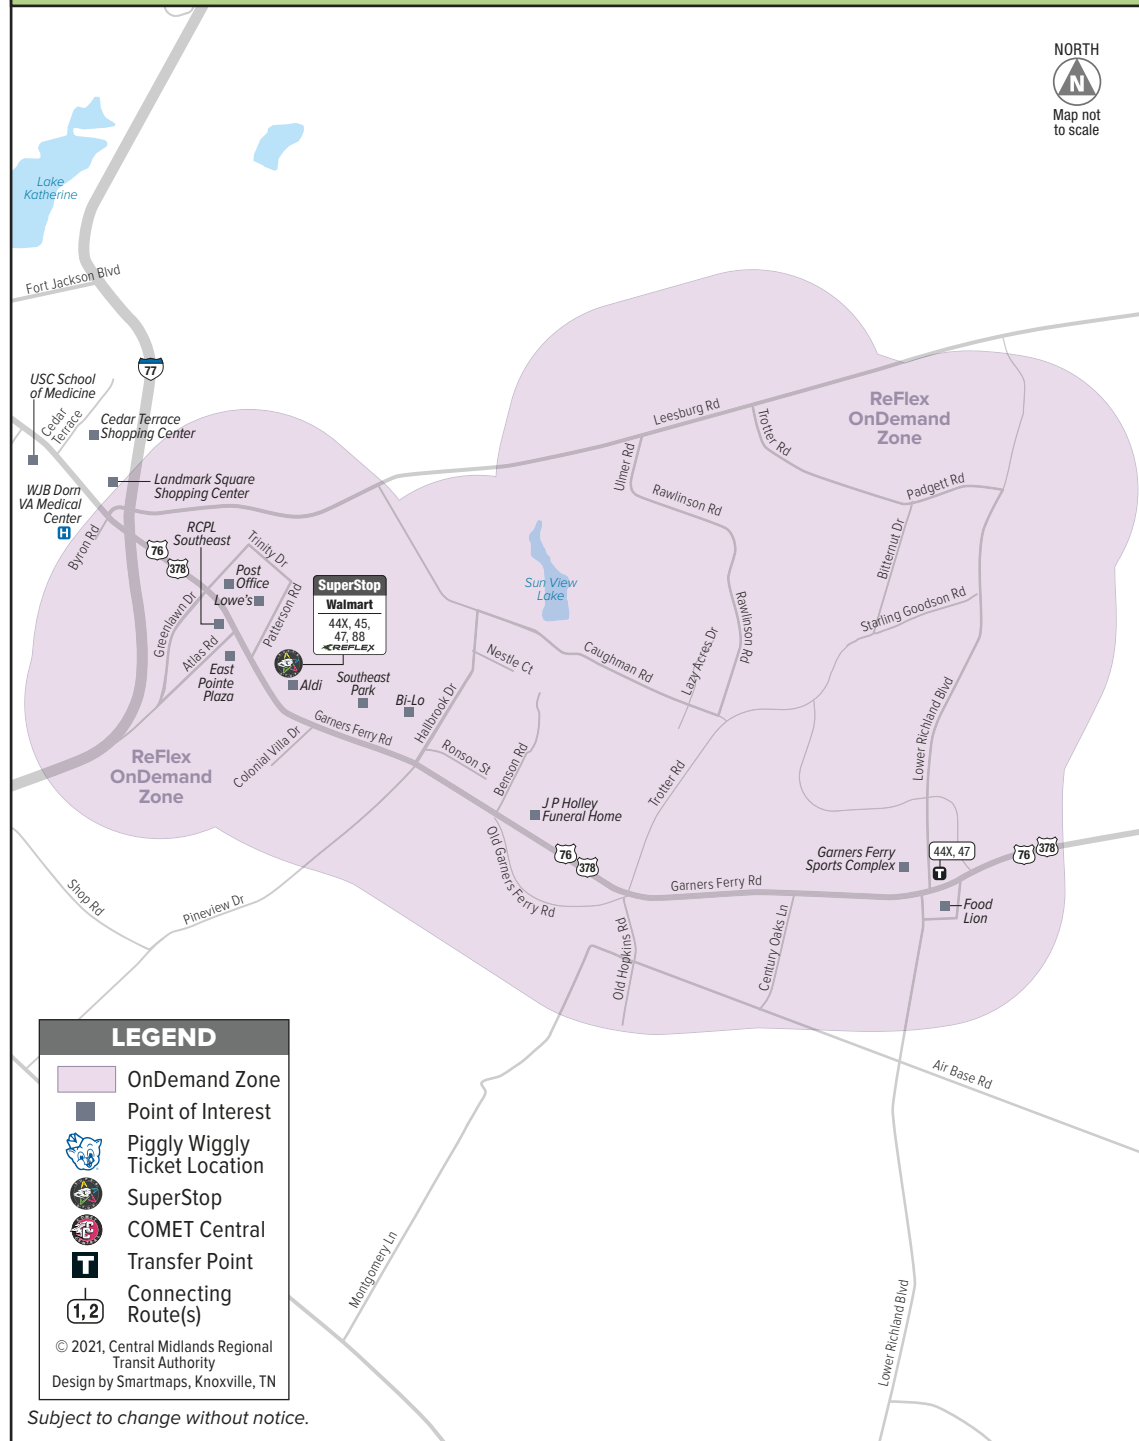 NORTH
N
Map not
to scale
Lake
Katherine
Fort Jackson Blvd
77
USC School
of Medicine
Cedar
Terrace
Cedar Terrace
Shopping Center
Landmark Square
Shopping Center
WJB Dorn
VA Medical
Center
H
Byron Rd
76
378
RCPL
Southeast
Trinity Dr
Post
Office
Lowe's
Greenlawn Dr
Patterson Rd
Atlas Rd
East
Pointe
Plaza
SuperStop
Walmart
44X, 45,
47, 88
REFLEX
Aldi
Southeast
Park
Bi-Lo
Garners Ferry Rd
Colonial Villa Dr
Hallbrook Dr
Nestle Ct
Ronson St
Benson Rd
ReFlex
OnDemand
Zone
Leesburg Rd
Ulmer Rd
Trotter Rd
Rawlinson Rd
Rawlinson Rd
ReFlex
OnDemand
Zone
Padgett Rd
Bitternut Dr
Starling Goodson Rd
Sun View
Lake
Caughman Rd
Lazy Acres Dr
Lower Richland Blvd
Trotter Rd
J P Holley
Funeral Home
76
378
Old Garners Ferry Rd
Garners Ferry Rd
Garners Ferry
Sports Complex
44X, 47
T
76
378
Food
Lion
Old Hopkins Rd
Century Oaks Ln
Shop Rd
Pineview Dr
Air Base Rd
Montgomery Ln
Lower Richland Blvd
LEGEND
OnDemand Zone
Point of Interest
Piggly Wiggly
Ticket Location
SuperStop
COMET Central
T Transfer Point
1, 2 Connecting
Route(s)
© 2021, Central Midlands Regional
Transit Authority
Design by Smartmaps, Knoxville, TN
Subject to change without notice.